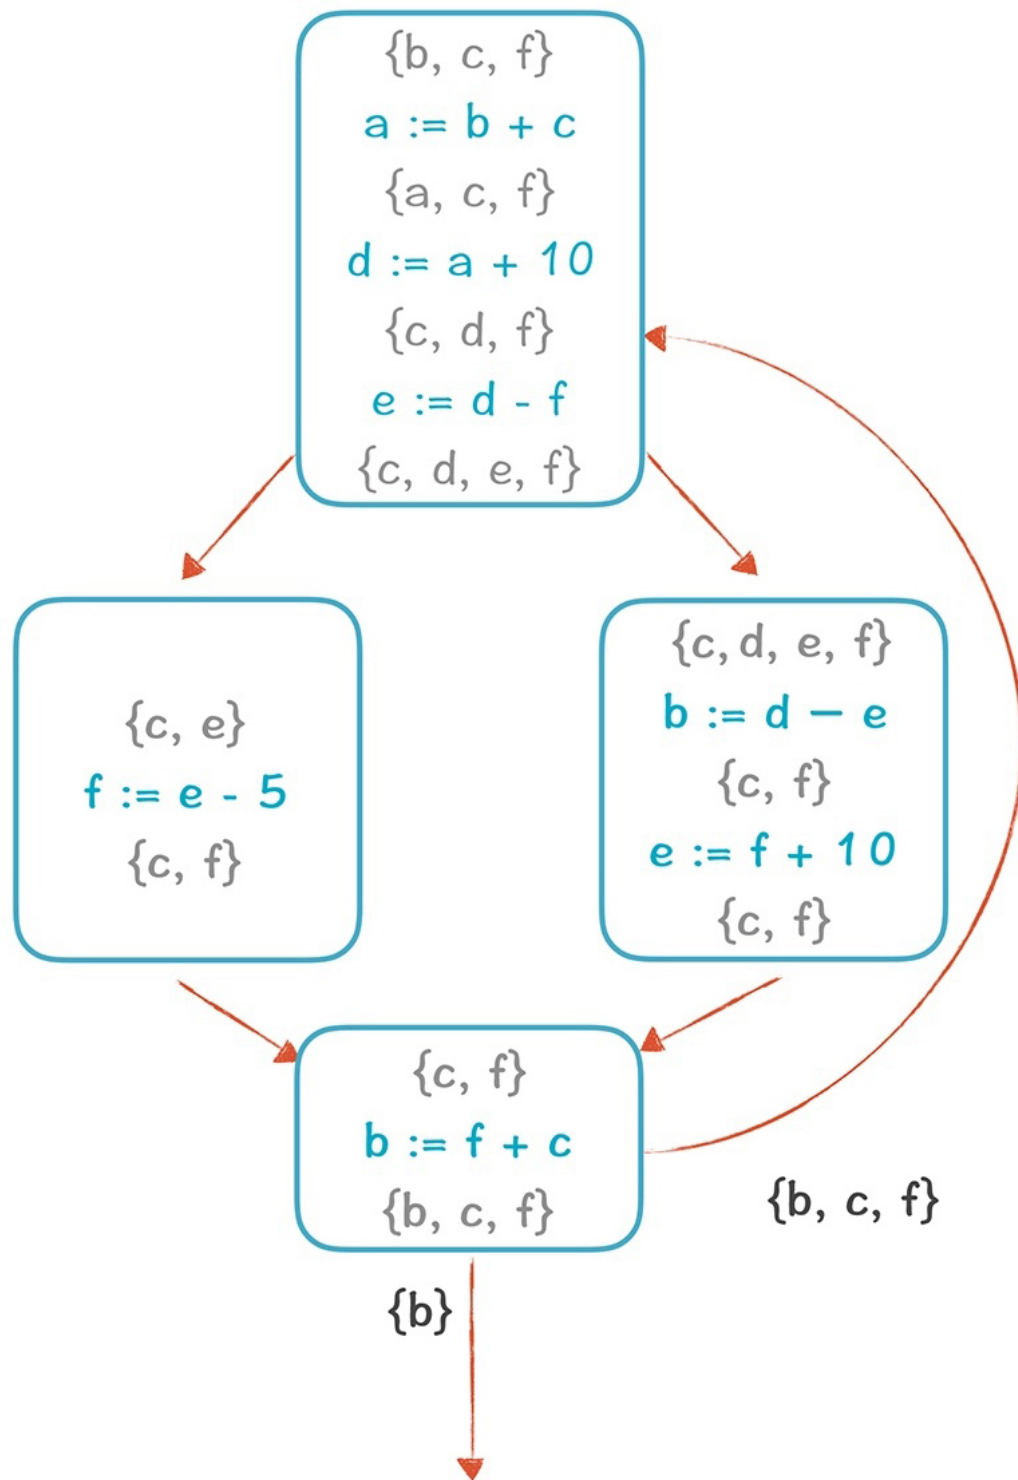 {b, c, f}
a := b + c
{a, c, f}
d := a + 10
{c, d, f}
e := d - f
{c, d, e, f}
{c, e}
f := e - 5
{c, f}
{c, d, e, f}
b := d – e
{c, f}
e := f + 10
{c, f}
{c, f}
b := f + c
{b, c, f}
{b, c, f}
{b}